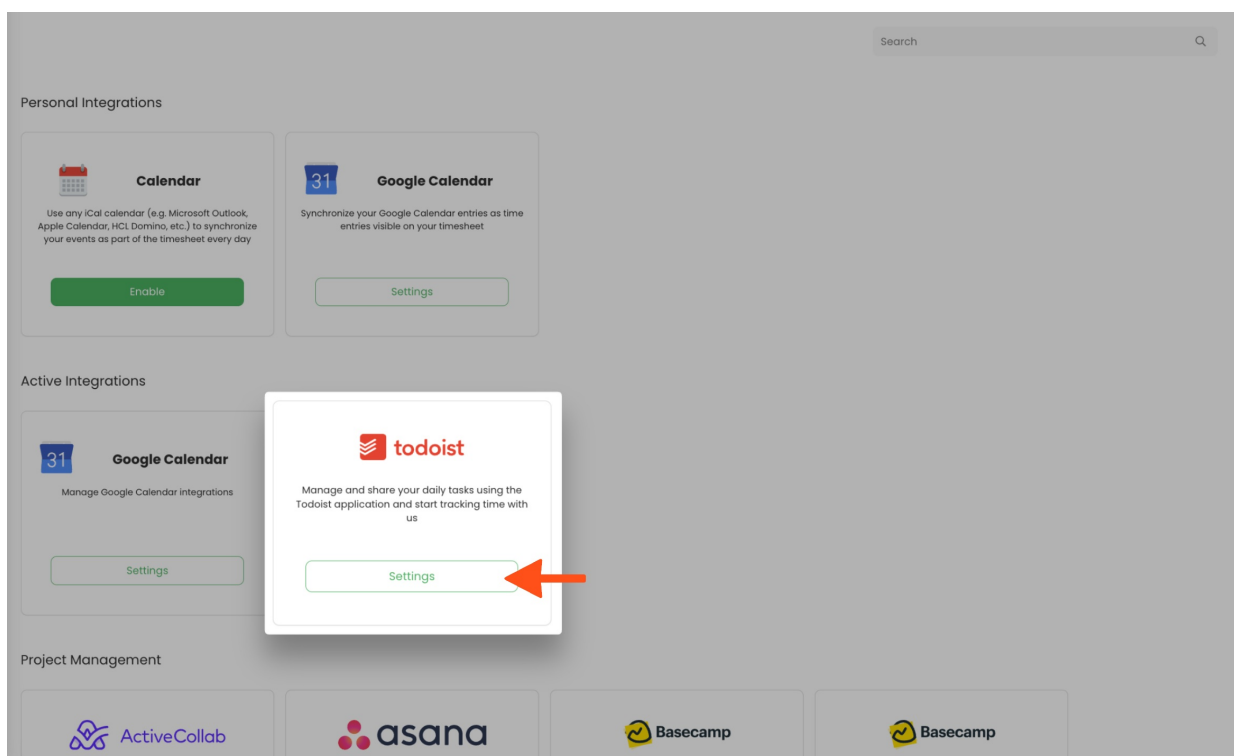 Search
Personal Integrations
Calendar
Use any iCal calendar (e.g. Microsoft Outlook,
Apple Calendar, HCL Domino, etc.) to synchronize
your events as part of the timesheet every day
Enable
31
Google Calendar
Synchronize your Google Calendar entries as time
entries visible on your timesheet
Settings
Active Integrations
31
Google Calendar
Manage Google Calendar integrations
Settings
todoist
Manage and share your daily tasks using the
Todoist application and start tracking time with
us
Settings
Project Management
ActiveCollab
asana
Basecamp
Basecamp